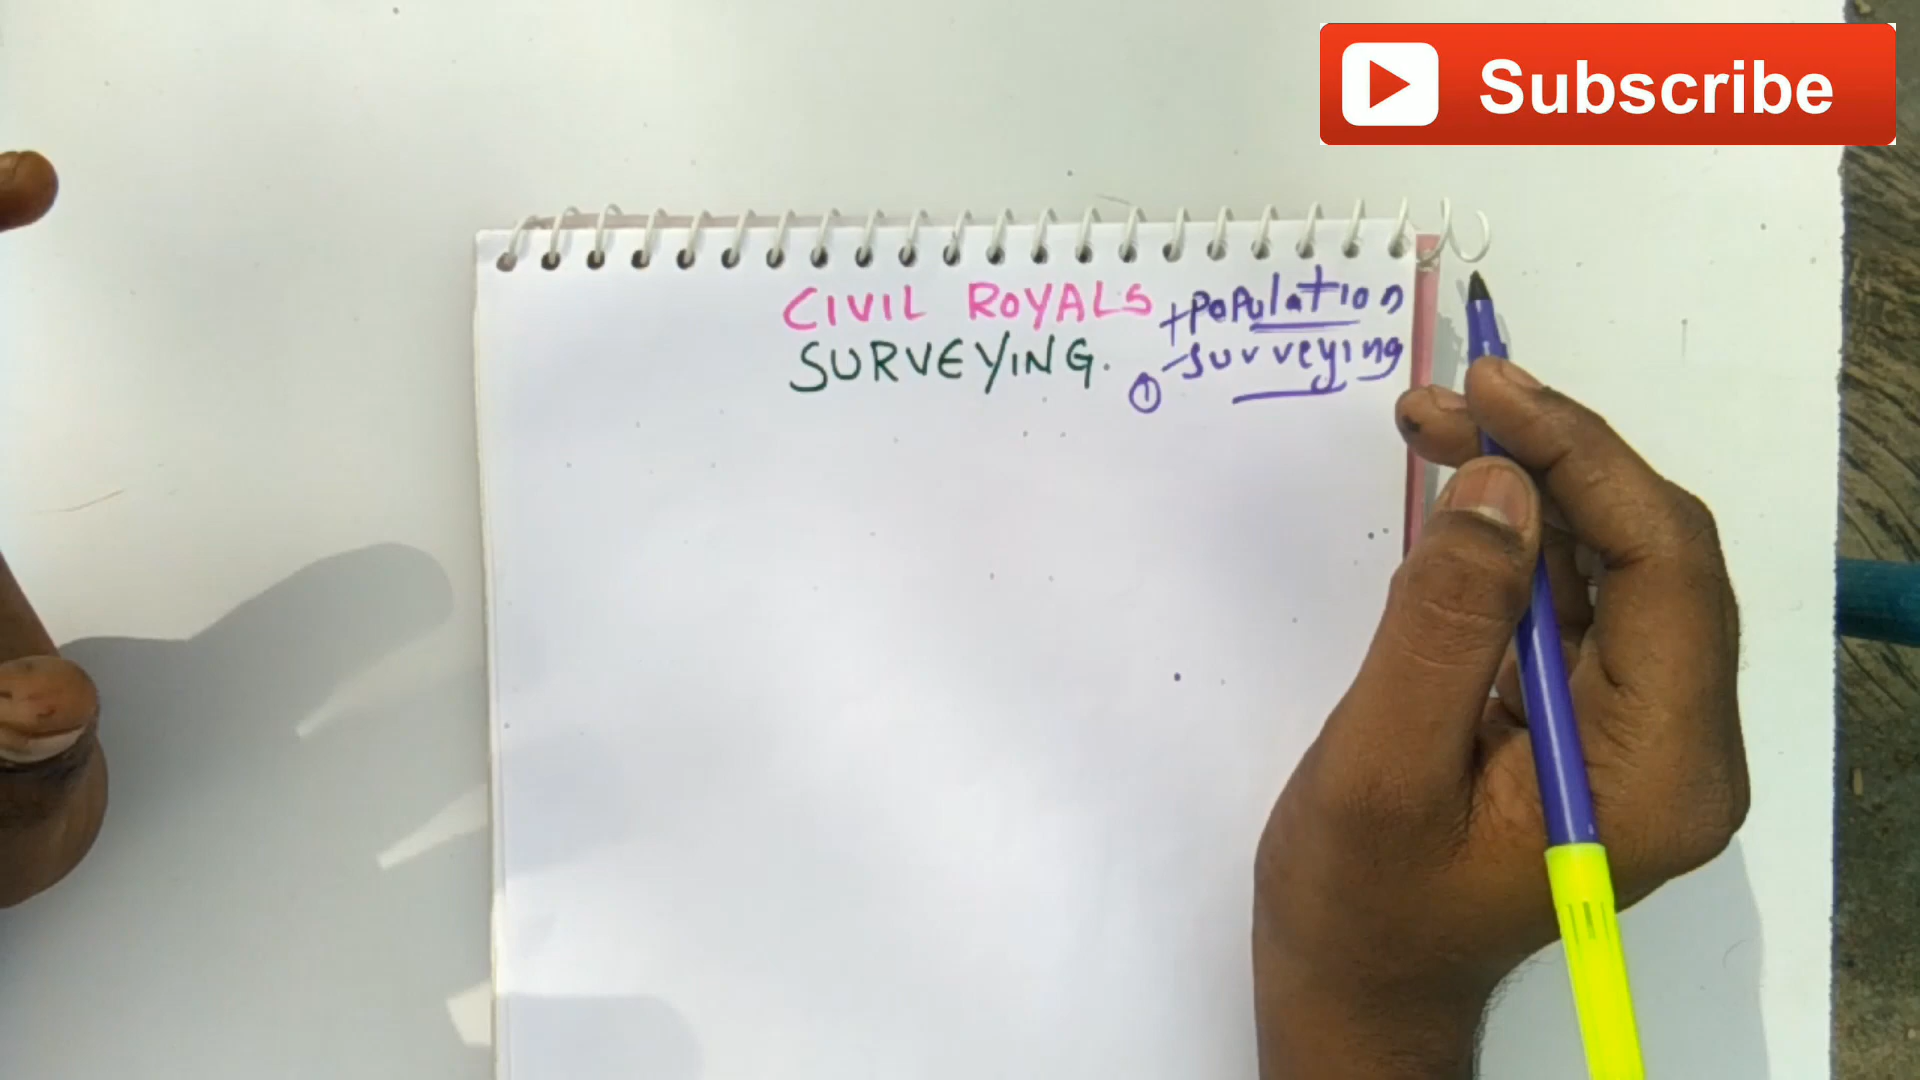 Subscribe
CIVIL ROYALS
SURVEYING.
+ population
- surveying
①